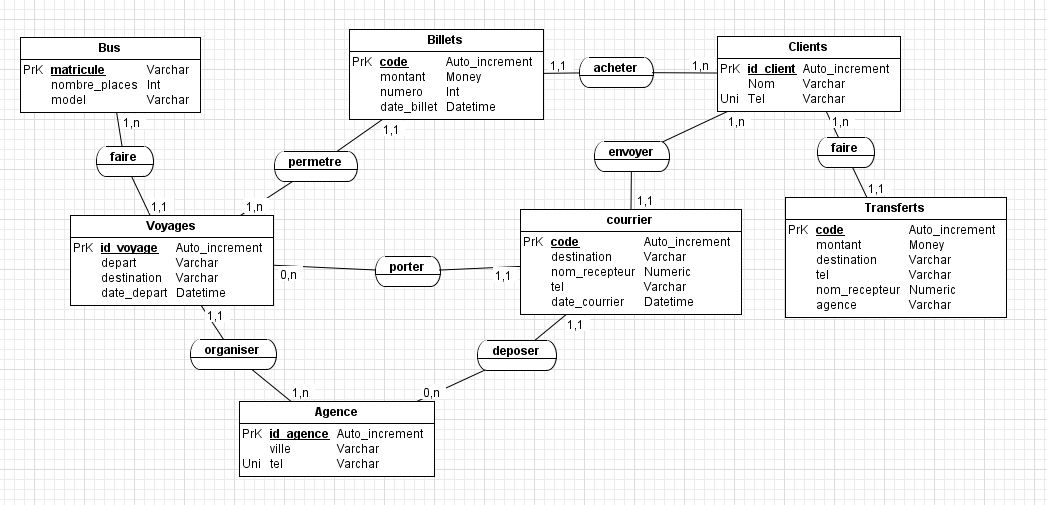 Bus
PrK matricule Varchar
nombre_places Int
model Varchar
Billets
PrK code Auto_increment
montant Money
numero Int
date_billet Datetime
1,1
acheter
1,n
Clients
PrK id_client Auto_increment
Nom Varchar
Uni Tel Varchar
1,n
faire
1,1
1,1
permetre
1,n
1,n
envoyer
1,1
1,n
faire
1,1
Voyages
PrK id_voyage Auto_increment
depart Varchar
destination Varchar
date_depart Datetime
0,n
porter
1,1
courrier
PrK code Auto_increment
destination Varchar
nom_recepteur Numeric
tel Varchar
date_courrier Datetime
Transferts
PrK code Auto_increment
montant Money
destination Varchar
tel Varchar
nom_recepteur Numeric
agence Varchar
1,1
organiser
1,n
1,1
deposer
0,n
Agence
PrK id_agence Auto_increment
ville Varchar
Uni tel Varchar